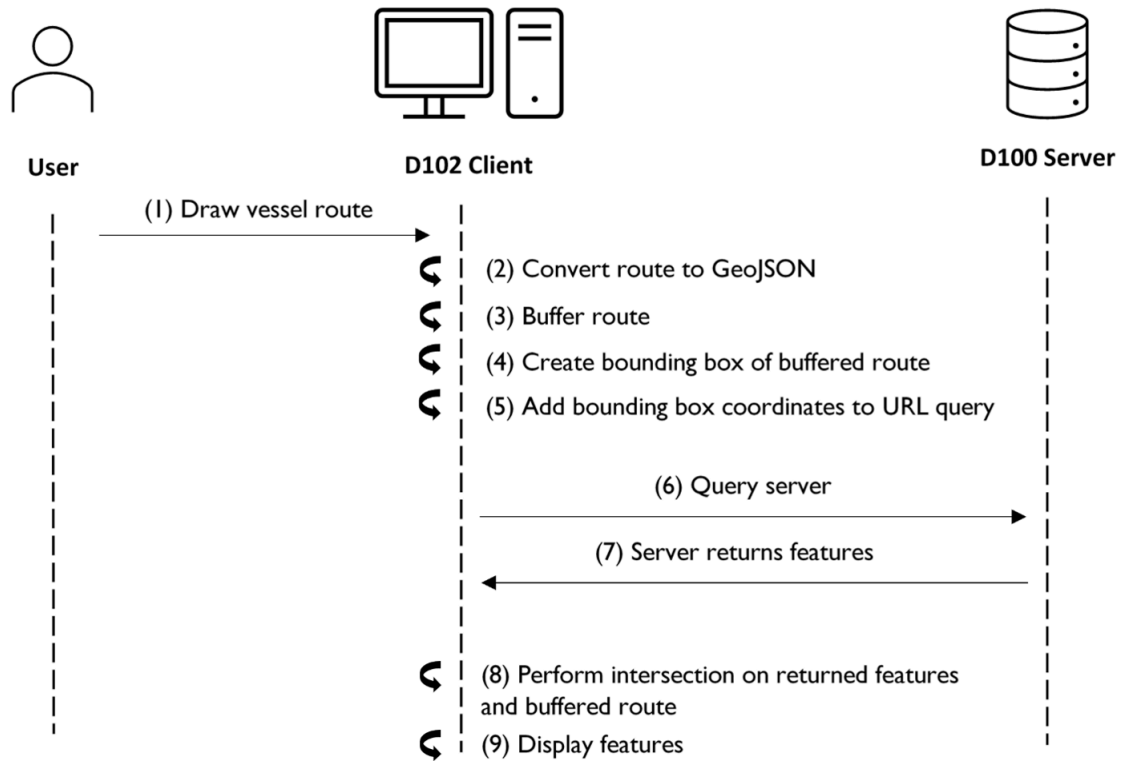 User
D102 Client
D100 Server
(1) Draw vessel route
(2) Convert route to GeoJSON
(3) Buffer route
(4) Create bounding box of buffered route
(5) Add bounding box coordinates to URL query
(6) Query server
(7) Server returns features
(8) Perform intersection on returned features
and buffered route
(9) Display features